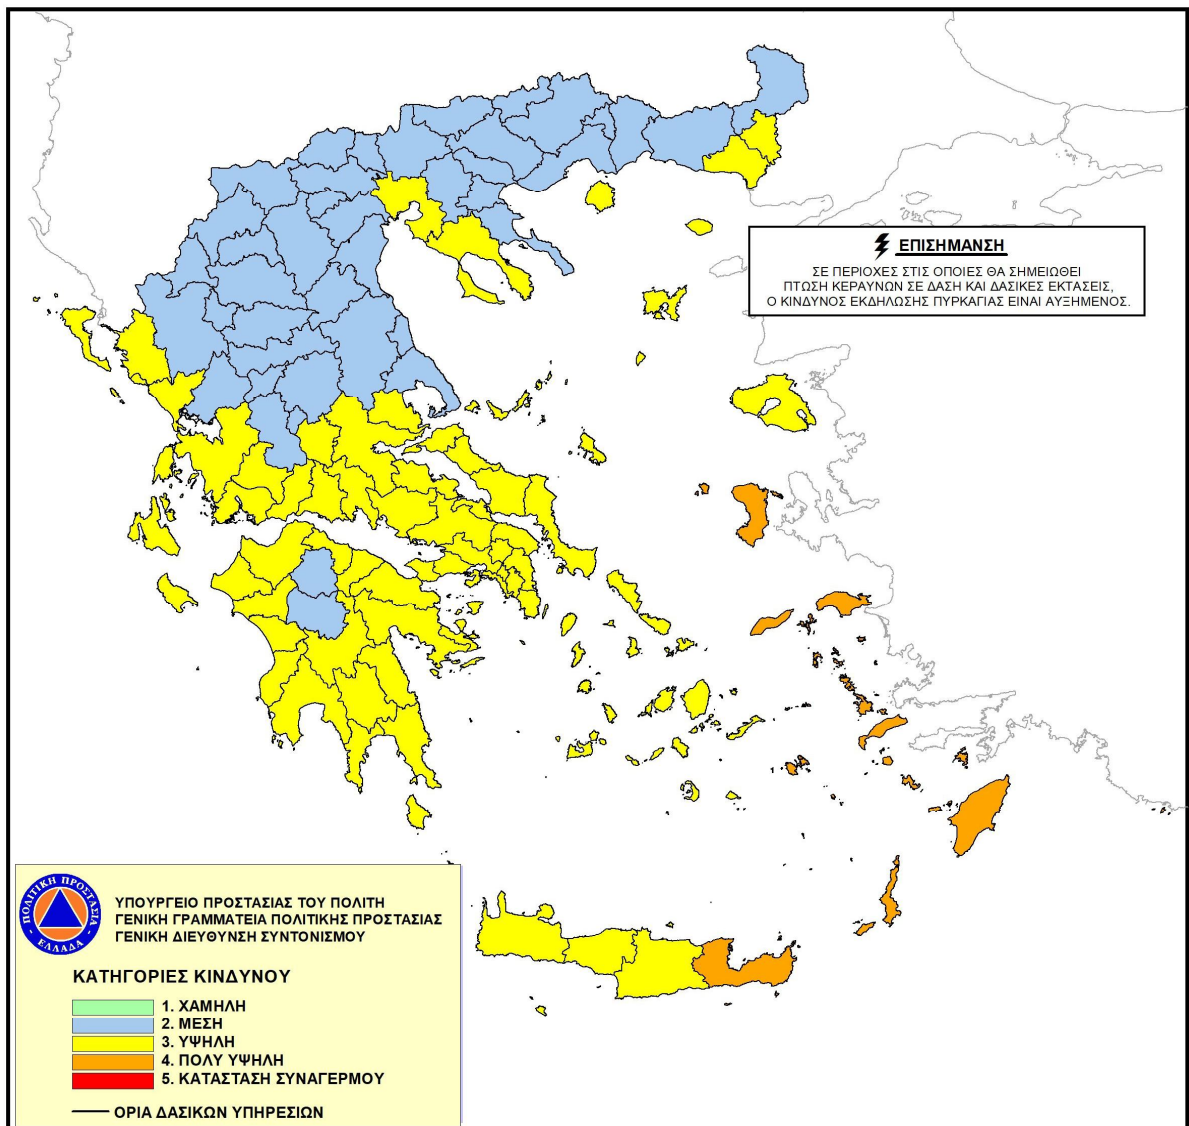 ΕΠΙΣΗΜΑΝΣΗ
ΣΕ ΠΕΡΙΟΧΕΣ ΣΤΙΣ ΟΠΟΙΕΣ ΘΑ ΣΗΜΕΙΩΘΕΙ
ΠΤΩΣΗ ΚΕΡΑΥΝΩΝ ΣΕ ΔΑΣΗ ΚΑΙ ΔΑΣΙΚΕΣ ΕΚΤΑΣΕΙΣ,
Ο ΚΙΝΔΥΝΟΣ ΕΚΔΗΛΩΣΗΣ ΠΥΡΚΑΓΙΑΣ ΕΙΝΑΙ ΑΥΞΗΜΕΝΟΣ.
ΠΟΛΙΤΙΚΗ ΠΡΟΣΤΑΣΙΑ
ΕΛΛΑΔΑ
ΥΠΟΥΡΓΕΙΟ ΠΡΟΣΤΑΣΙΑΣ ΤΟΥ ΠΟΛΙΤΗ
ΓΕΝΙΚΗ ΓΡΑΜΜΑΤΕΙΑ ΠΟΛΙΤΙΚΗΣ ΠΡΟΣΤΑΣΙΑΣ
ΓΕΝΙΚΗ ΔΙΕΥΘΥΝΣΗ ΣΥΝΤΟΝΙΣΜΟΥ
ΚΑΤΗΓΟΡΙΕΣ ΚΙΝΔΥΝΟΥ
1. ΧΑΜΗΛΗ
2. ΜΕΣΗ
3. ΥΨΗΛΗ
4. ΠΟΛΥ ΥΨΗΛΗ
5. ΚΑΤΑΣΤΑΣΗ ΣΥΝΑΓΕΡΜΟΥ
ΟΡΙΑ ΔΑΣΙΚΩΝ ΥΠΗΡΕΣΙΩΝ